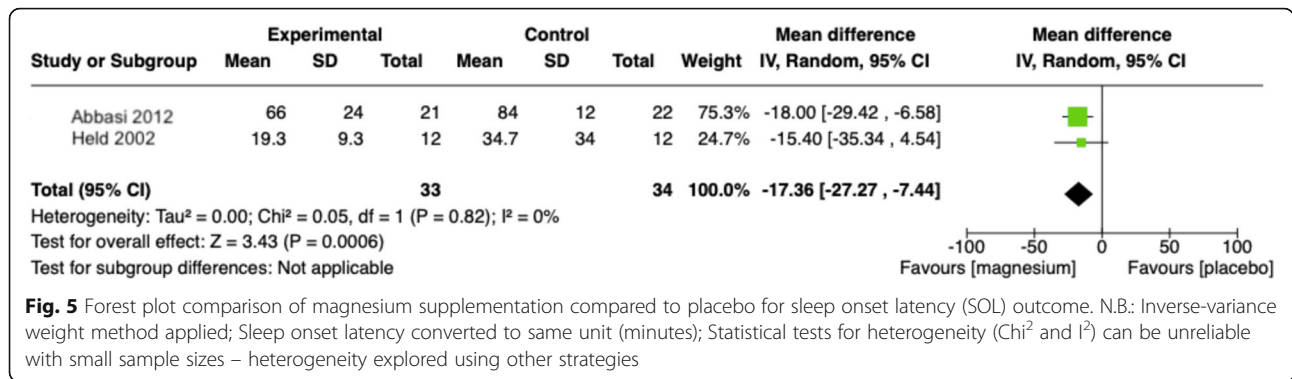 Experimental Control Mean difference Mean difference
Study or Subgroup Mean SD Total Mean SD Total Weight IV, Random, 95% CI IV, Random, 95% CI
Abbasi 2012 66 24 21 84 12 22 75.3% -18.00 [-29.42 , -6.58]
Held 2002 19.3 9.3 12 34.7 34 12 24.7% -15.40 [-35.34 , 4.54]
Total (95% CI) 33 34 100.0% -17.36 [-27.27 , -7.44]
Heterogeneity: Tau² = 0.00; Chi² = 0.05, df = 1 (P = 0.82); I² = 0%
Test for overall effect: Z = 3.43 (P = 0.0006)
Test for subgroup differences: Not applicable
-100 -50 0 50 100
Favours [magnesium] Favours [placebo]
Fig. 5 Forest plot comparison of magnesium supplementation compared to placebo for sleep onset latency (SOL) outcome. N.B.: Inverse-variance
weight method applied; Sleep onset latency converted to same unit (minutes); Statistical tests for heterogeneity (Chi² and I²) can be unreliable
with small sample sizes – heterogeneity explored using other strategies